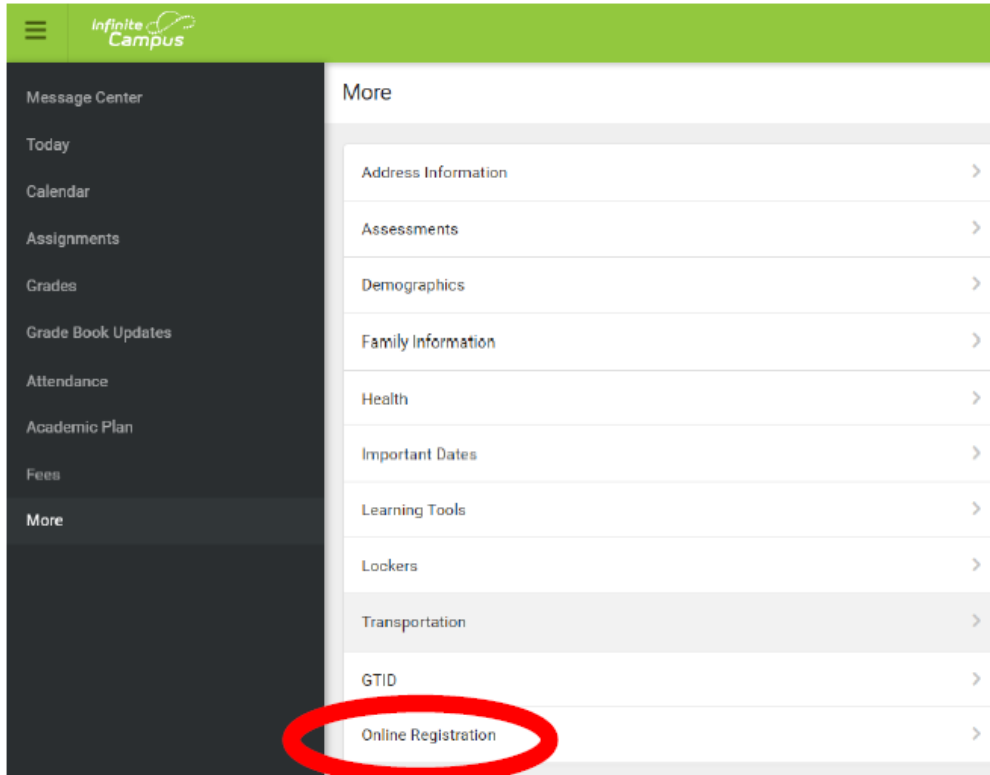 Infinite
Campus
Message Center
Today
Calendar
Assignments
Grades
Grade Book Updates
Attendance
Academic Plan
Fees
More
More
Address Information
Assessments
Demographics
Family Information
Health
Important Dates
Learning Tools
Lockers
Transportation
GTID
Online Registration